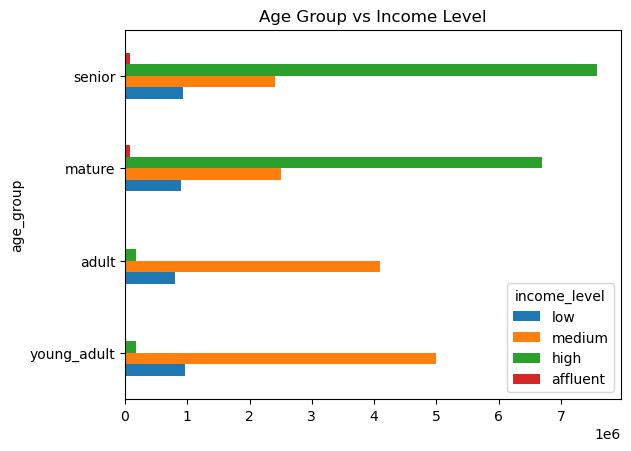 Age Group vs Income Level
age_group
senior
mature
adult
young_adult
income_level
low
medium
high
affluent
0 1 2 3 4 5 6 7
1e6